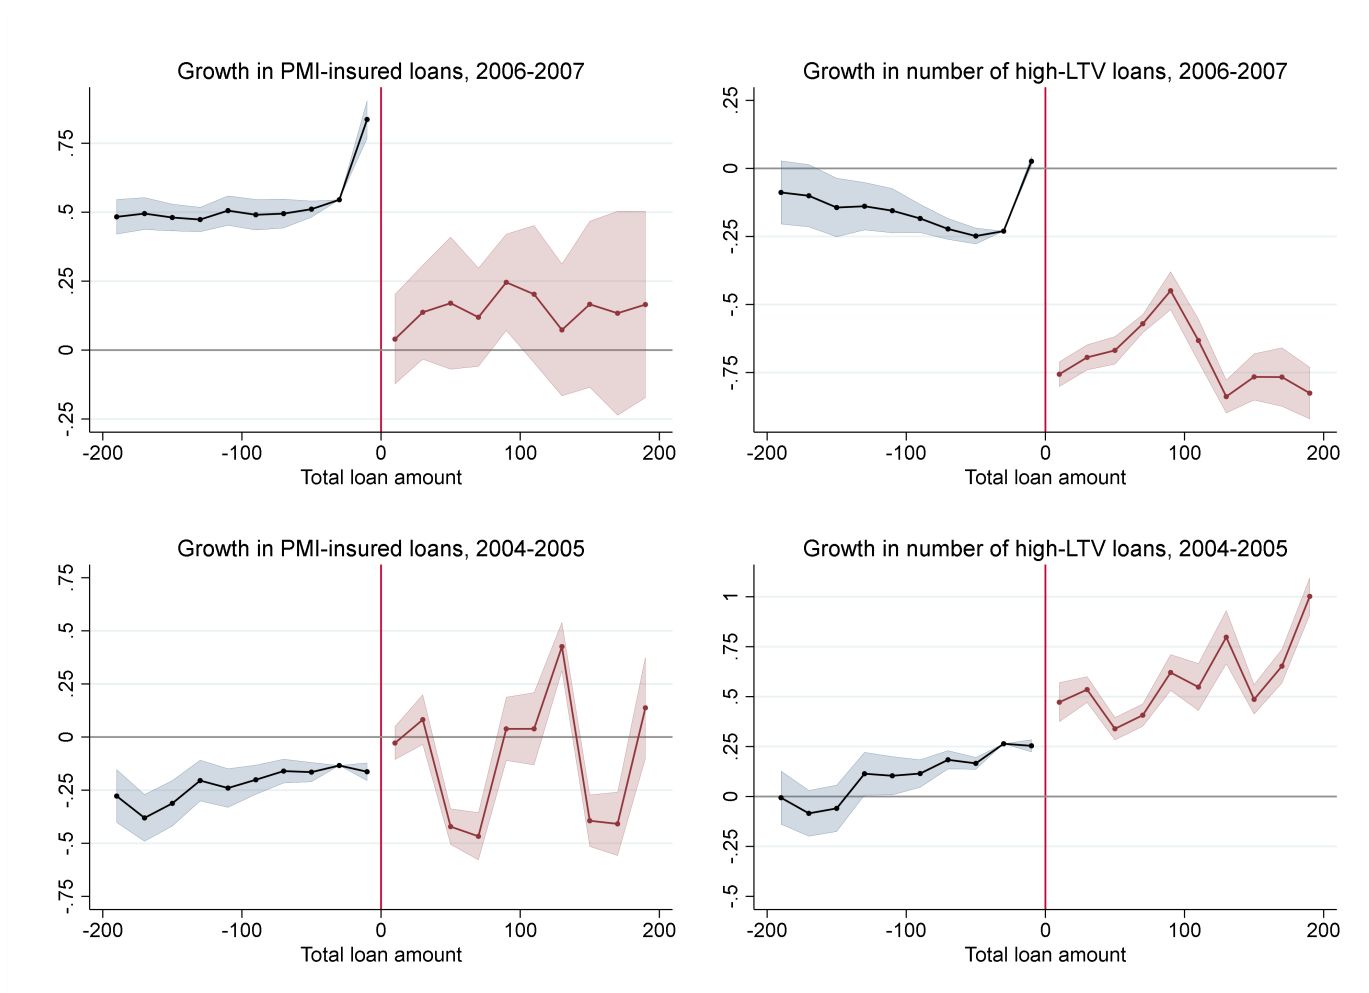 Growth in PMI-insured loans, 2006-2007
.75
.5
.25
0
-.25
-200 -100 0 100 200
Total loan amount
Growth in number of high-LTV loans, 2006-2007
.25
0
-.25
-.5
-.75
-200 -100 0 100 200
Total loan amount
Growth in PMI-insured loans, 2004-2005
.75
.5
.25
0
-.25
-.5
-.75
-200 -100 0 100 200
Total loan amount
Growth in number of high-LTV loans, 2004-2005
1
.75
.5
.25
0
-.25
-.5
-200 -100 0 100 200
Total loan amount